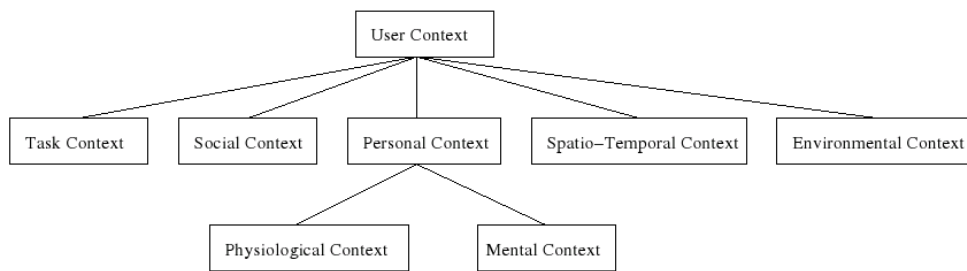 User Context
Task Context
Social Context
Personal Context
Spatio−Temporal Context
Environmental Context
Physiological Context
Mental Context